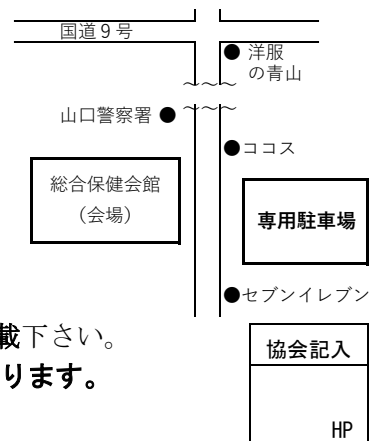 国道９号
●洋服
の青山
山口警察署●
●ココス
総合保健会館
（会場）
専用駐車場
●セブンイレブン
載下さい。
ります。
協会記入
HP